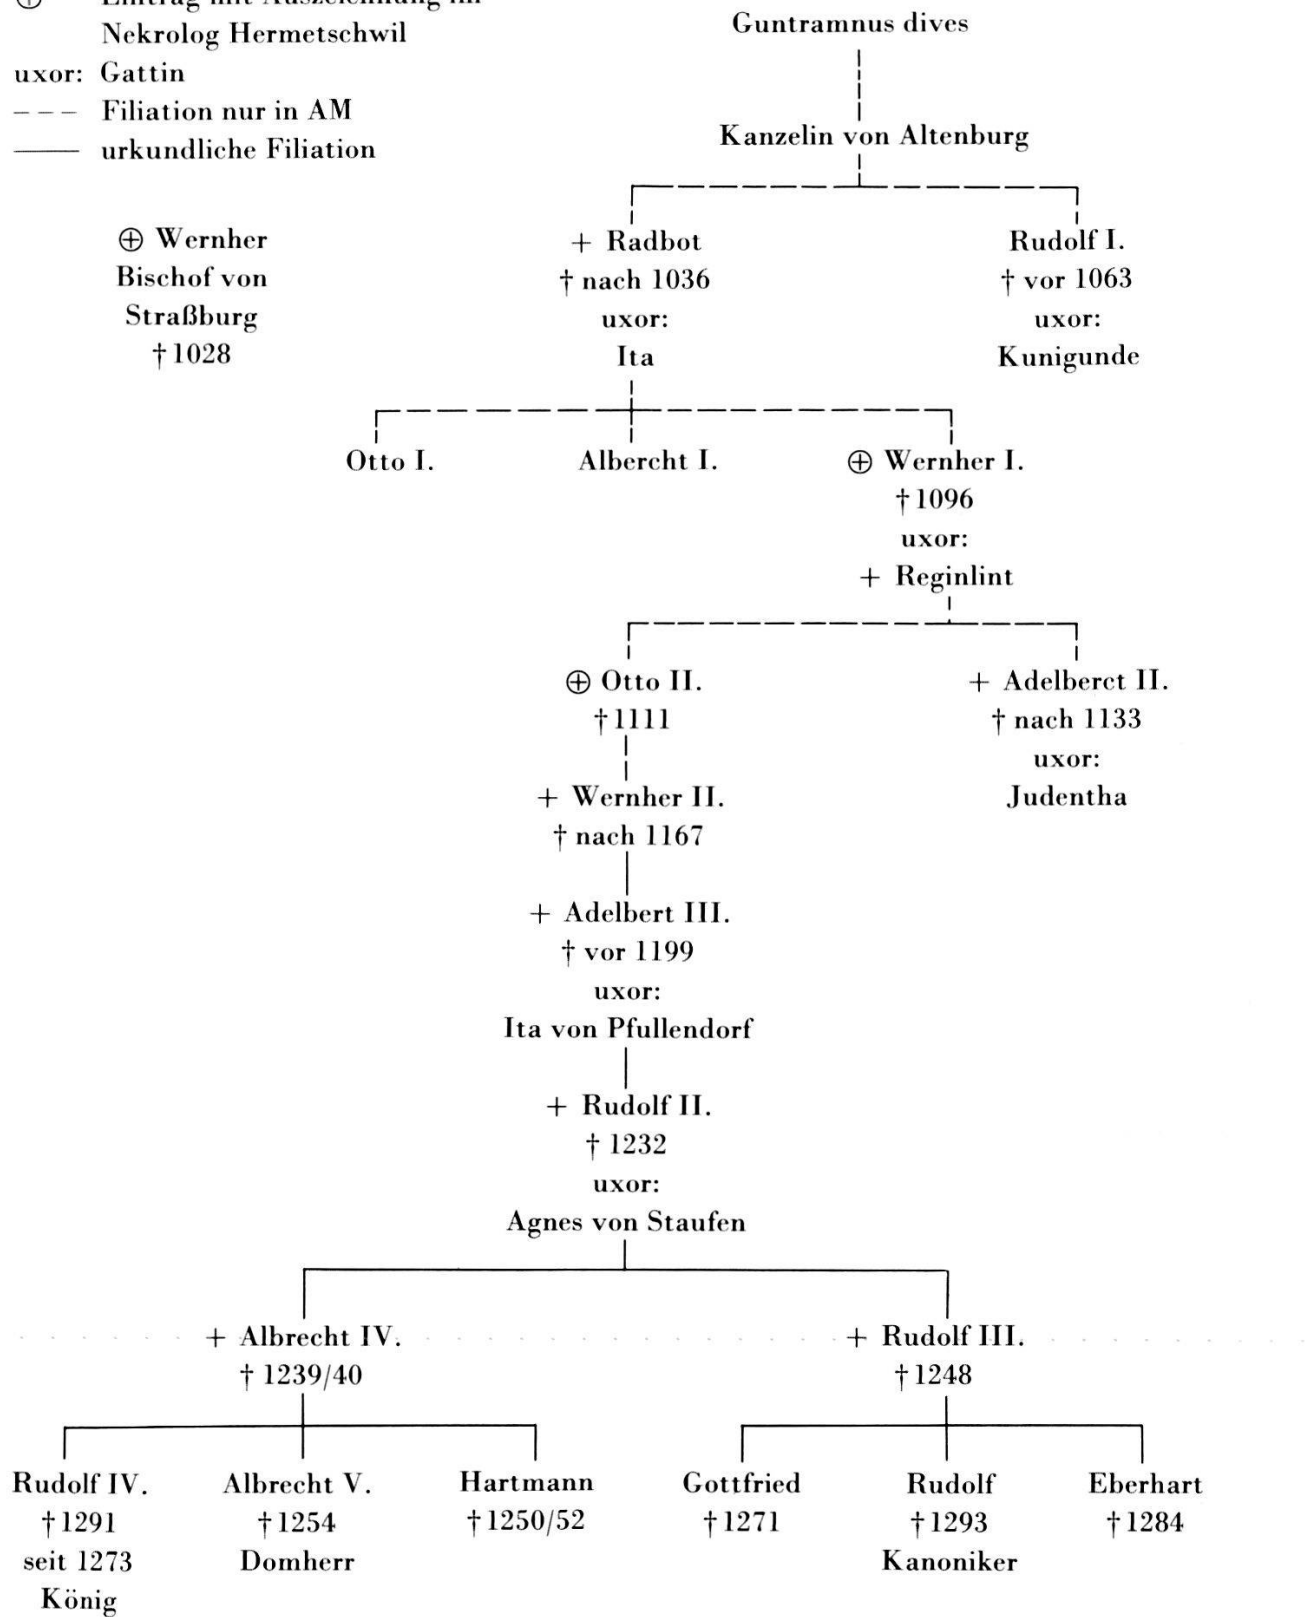 ⊕ Eintrag mit Auszeichnung im
Nekrolog Hermetschwil
uxor: Gattin
--- Filiation nur in AM
—— urkundliche Filiation
Guntramnus dives
Kanzelin von Altenburg
⊕ Wernher
Bischof von
Straßburg
†1028
+ Radbot
† nach 1036
uxor:
Ita
Rudolf I.
† vor 1063
uxor:
Kunigunde
Otto I.
Albercht I.
⊕ Wernher I.
†1096
uxor:
+ Reginlint
⊕ Otto II.
†1111
+ Adelberct II.
† nach 1133
uxor:
Judentha
+ Wernher II.
† nach 1167
+ Adelbert III.
† vor 1199
uxor:
Ita von Pfullendorf
+ Rudolf II.
† 1232
uxor:
Agnes von Staufen
+ Albrecht IV.
† 1239/40
+ Rudolf III.
†1248
Rudolf IV.
†1291
seit 1273
König
Albrecht V.
†1254
Domherr
Hartmann
†1250/52
Gottfried
†1271
Rudolf
†1293
Kanoniker
Eberhart
†1284